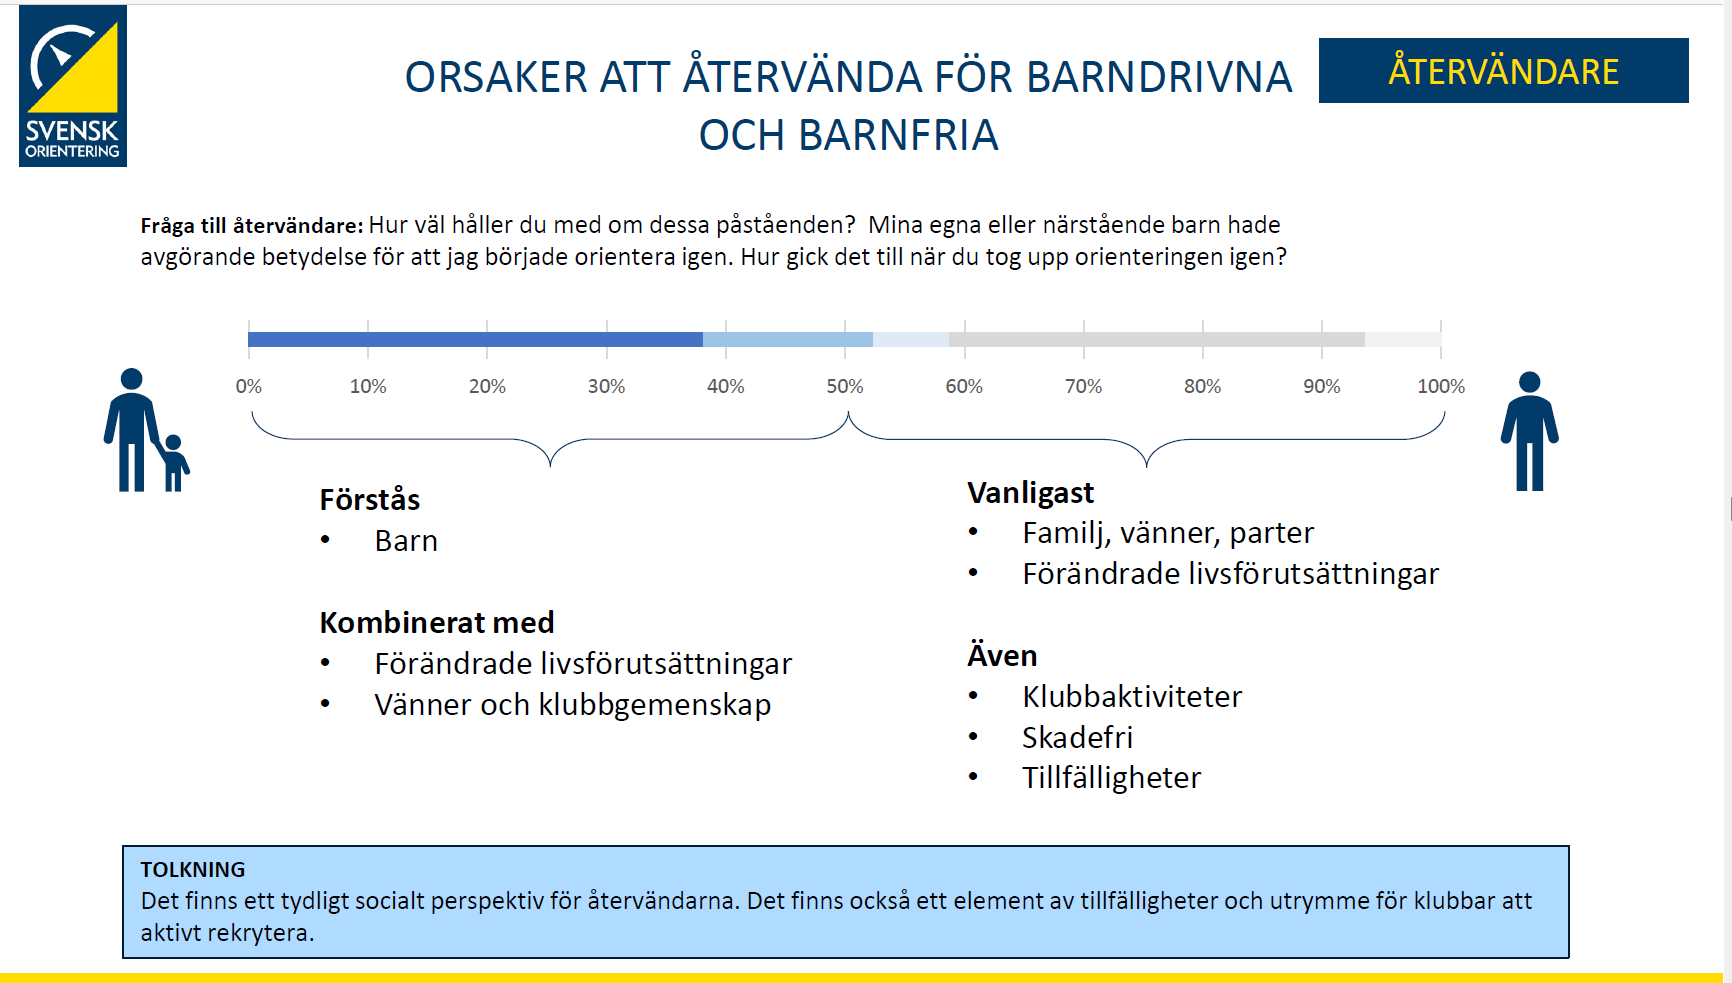 SVENSK
ORIENTERING
ORSAKER ATT ÅTERVÄNDA FÖR BARNDRIVNA
OCH BARNFRIA
ÅTERVÄNDARE
Fråga till återvändare: Hur väl håller du med om dessa påståenden?  Mina egna eller närstående barn hade
avgörande betydelse för att jag började orientera igen. Hur gick det till när du tog upp orienteringen igen?
0% 10% 20% 30% 40% 50% 60% 70% 80% 90% 100%
Förstås
• Barn
Kombinerat med
• Förändrade livsförutsättningar
• Vänner och klubbgemenskap
Vanligast
• Familj, vänner, parter
• Förändrade livsförutsättningar
Även
• Klubbaktiviteter
• Skadefri
• Tillfälligheter
TOLKNING
Det finns ett tydligt socialt perspektiv för återvändarna. Det finns också ett element av tillfälligheter och utrymme för klubbar att
aktivt rekrytera.